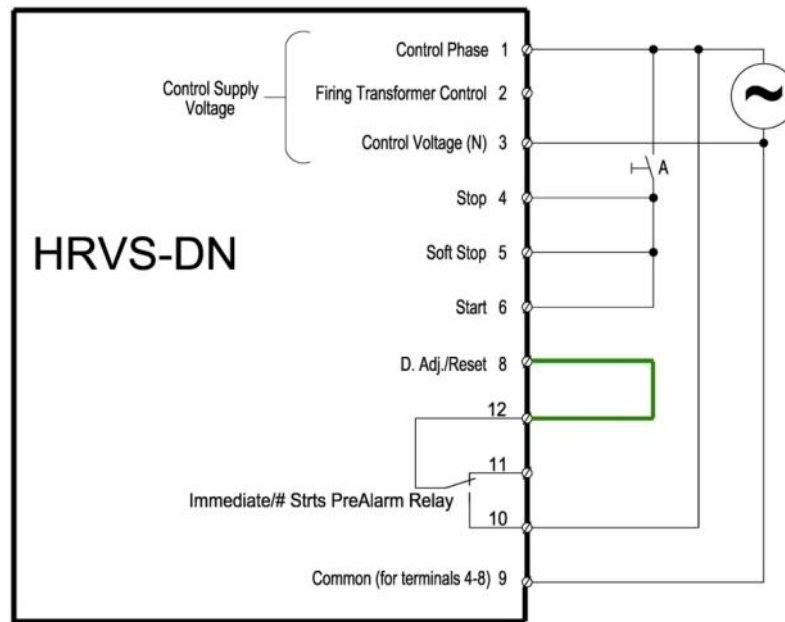 Control Phase 1
Control Supply
Voltage
Firing Transformer Control 2
Control Voltage (N) 3
A
Stop 4
HRVS-DN
Soft Stop 5
Start 6
D. Adj./Reset 8
12
11
Immediate/# Strts PreAlarm Relay
10
Common (for terminals 4-8) 9